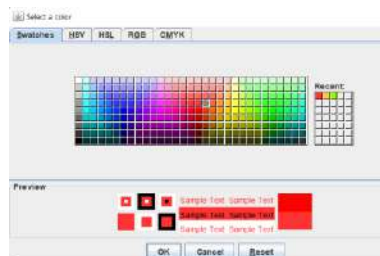 Select a color
Swatches HSV HSL RGB CMYK
Recent:
Preview
Sample Text Sample Text
Sample Text Sample Text
Sample Text Sample Text
OK Cancel Reset